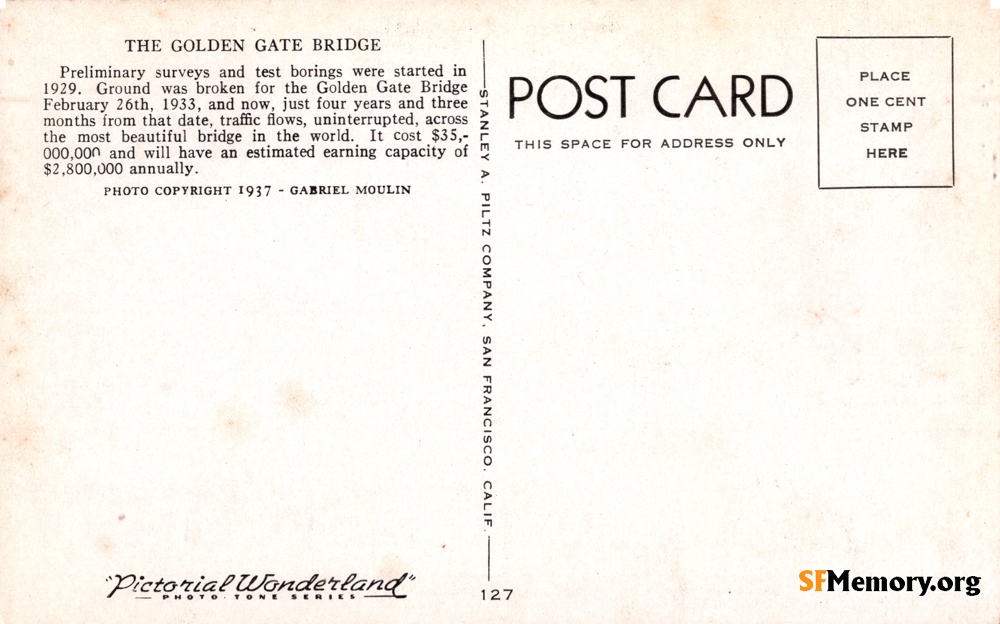 THE GOLDEN GATE BRIDGE
Preliminary surveys and test borings were started in
1929. Ground was broken for the Golden Gate Bridge
February 26th, 1933, and now, just four years and three
months from that date, traffic flows, uninterrupted, across
the most beautiful bridge in the world. It cost $35,-
000,000 and will have an estimated earning capacity of
$2,800,000 annually.
PHOTO COPYRIGHT 1937 - GABRIEL MOULIN
"Pictorial Wonderland"
PHOTO-TONE SERIES
STANLEY A. PILTZ COMPANY, SAN FRANCISCO, CALIF.
127
POST CARD
THIS SPACE FOR ADDRESS ONLY
PLACE
ONE CENT
STAMP
HERE
SFMemory.org